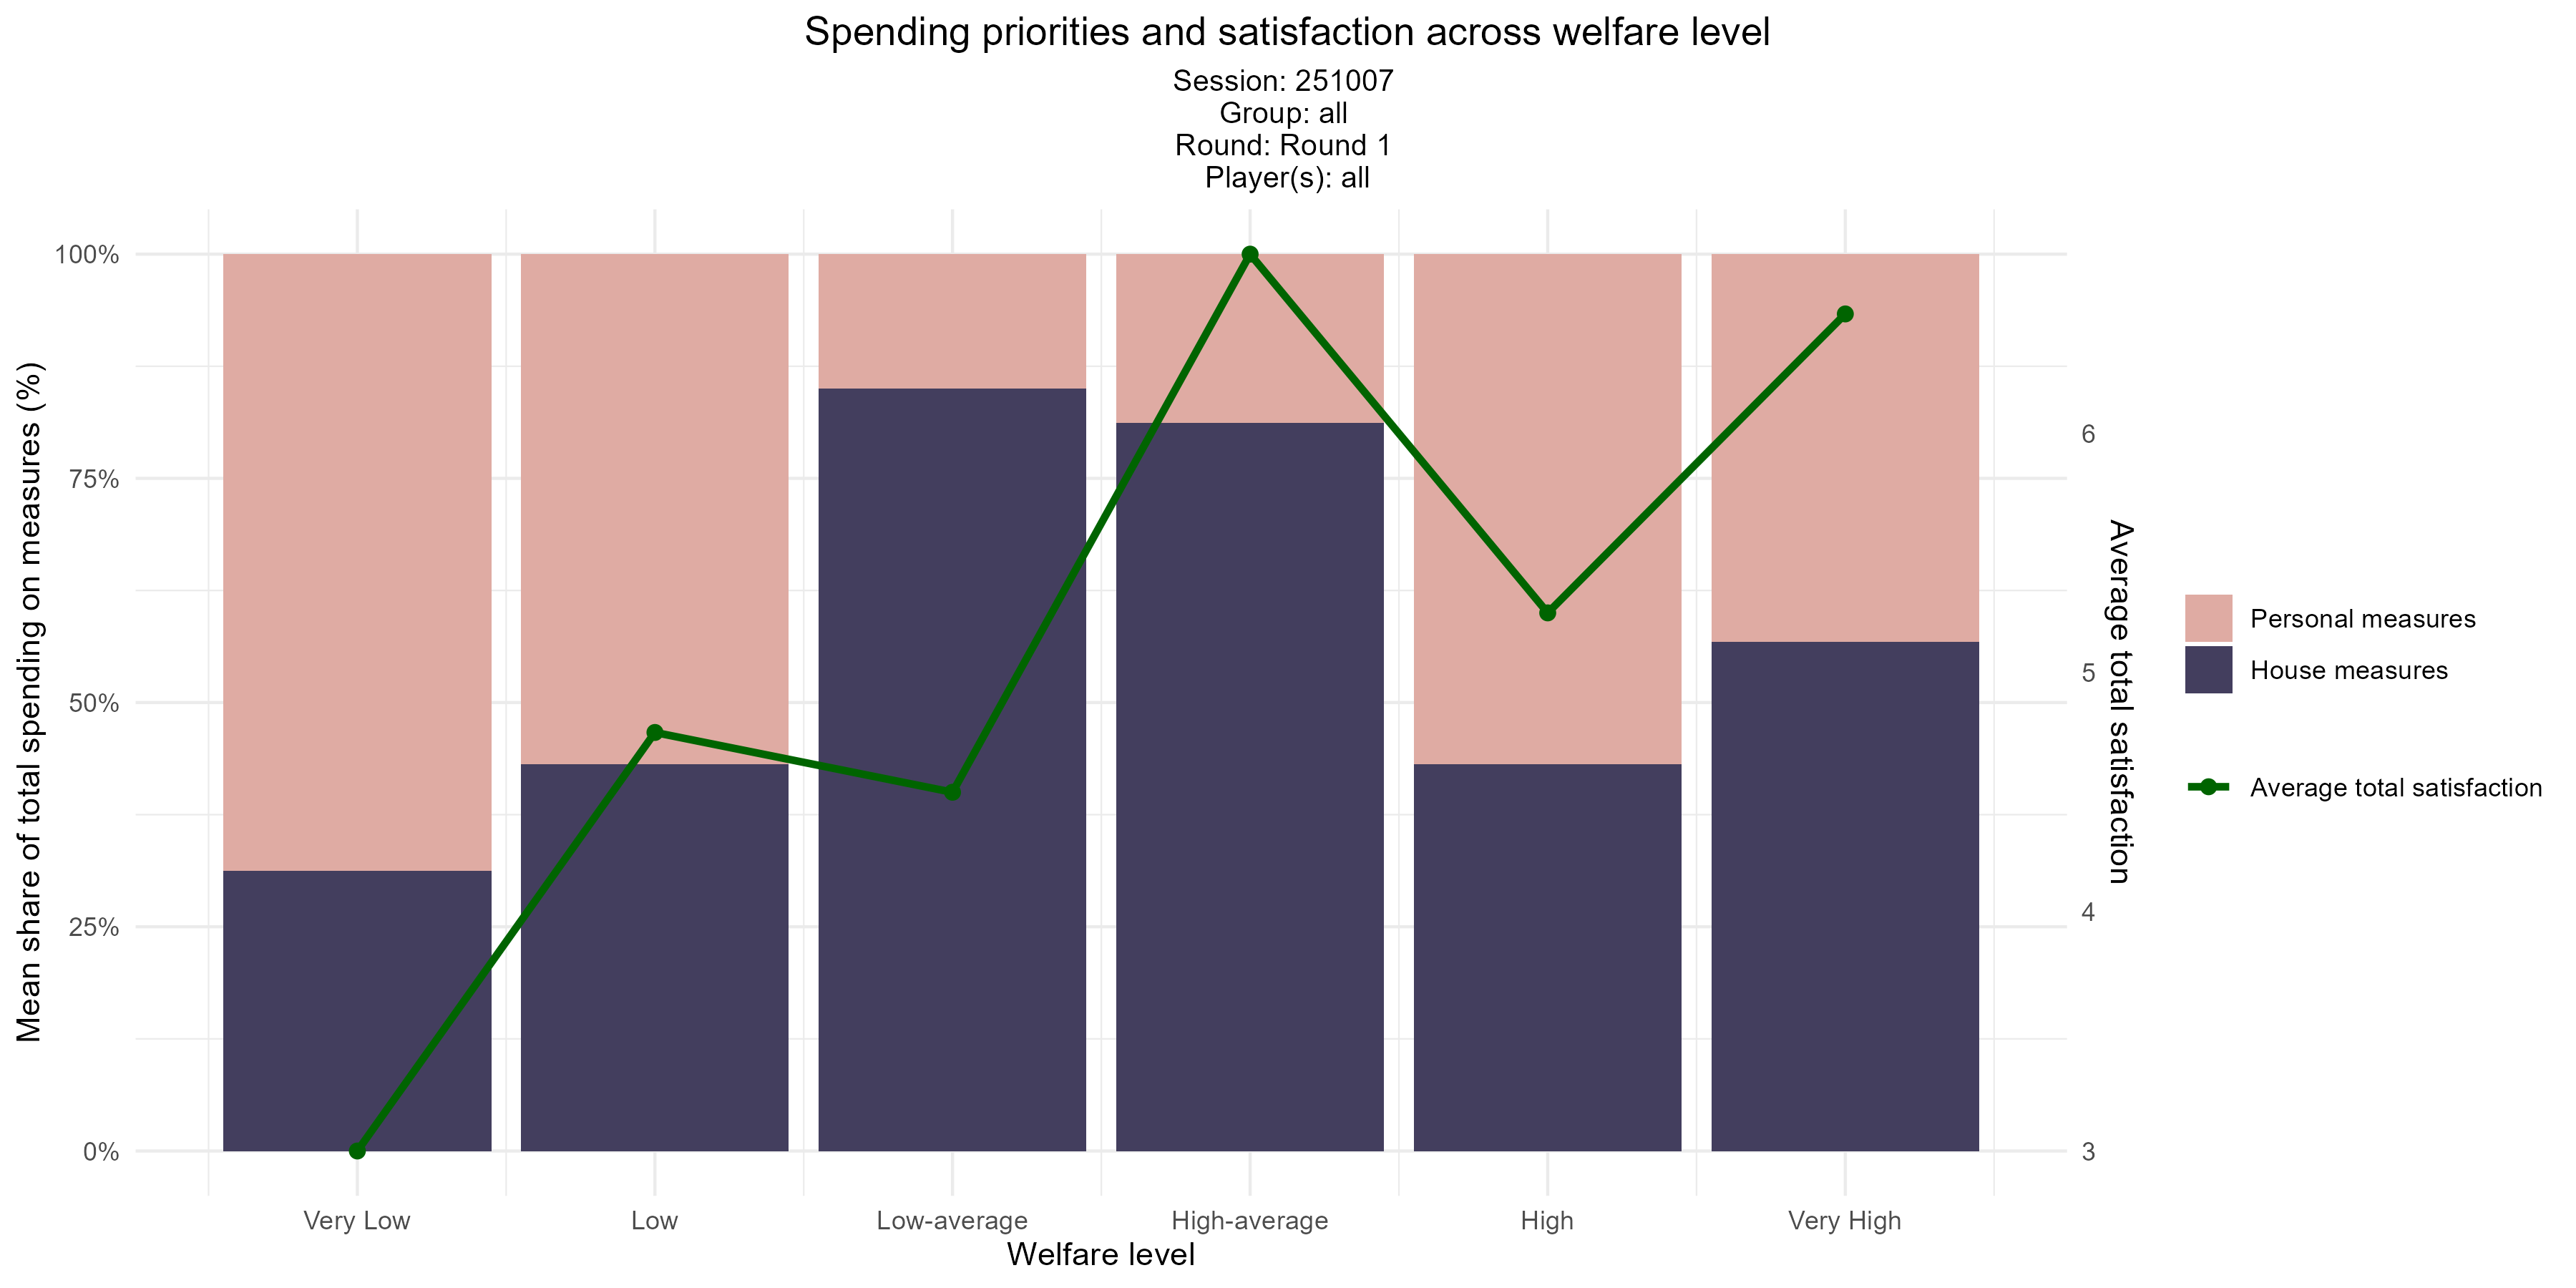 Spending priorities and satisfaction across welfare level
Session: 251007
Group: all
Round: Round 1
Player(s): all
Mean share of total spending on measures (%)
100%
75%
50%
25%
0%
6
5
4
3
Average total satisfaction
Very Low
Low
Low-average
High-average
High
Very High
Welfare level
Personal measures
House measures
Average total satisfaction